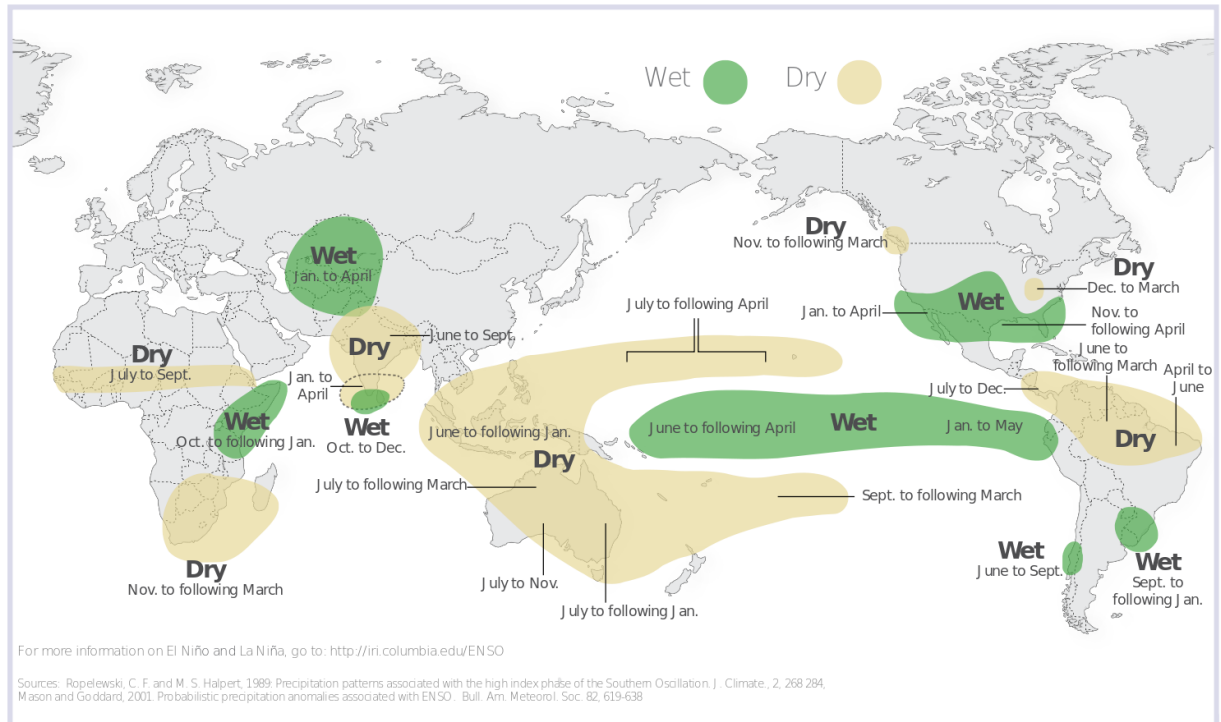 Wet
Dry
Dry
Nov. to following March
Wet
Jan. to April
Dry
Dec. to March
July to following April
Jan. to April
Wet
Nov. to
following April
June to Sept.
Dry
Dry
July to Sept.
Jan. to
April
June to
following March
April to
June
July to Dec.
Wet
Oct. to following Jan.
Wet
Oct. to Dec.
June to following Jan.
Dry
June to following April
Wet
Jan. to May
Dry
July to following March
Sept. to following March
Dry
Nov. to following March
July to Nov.
July to following Jan.
Wet
June to Sept.
Wet
Sept. to
following Jan.
For more information on El Niño and La Niña, go to: http://iri.columbia.edu/ENSO
Sources: Ropelewski, C. F. and M. S. Halpert, 1989: Precipitation patterns associated with the high index phase of the Southern Oscillation. J. Climate., 2, 268 284,
Mason and Goddard, 2001. Probabilistic precipitation anomalies associated with ENSO. Bull. Am. Meteorol. Soc. 82, 619-638